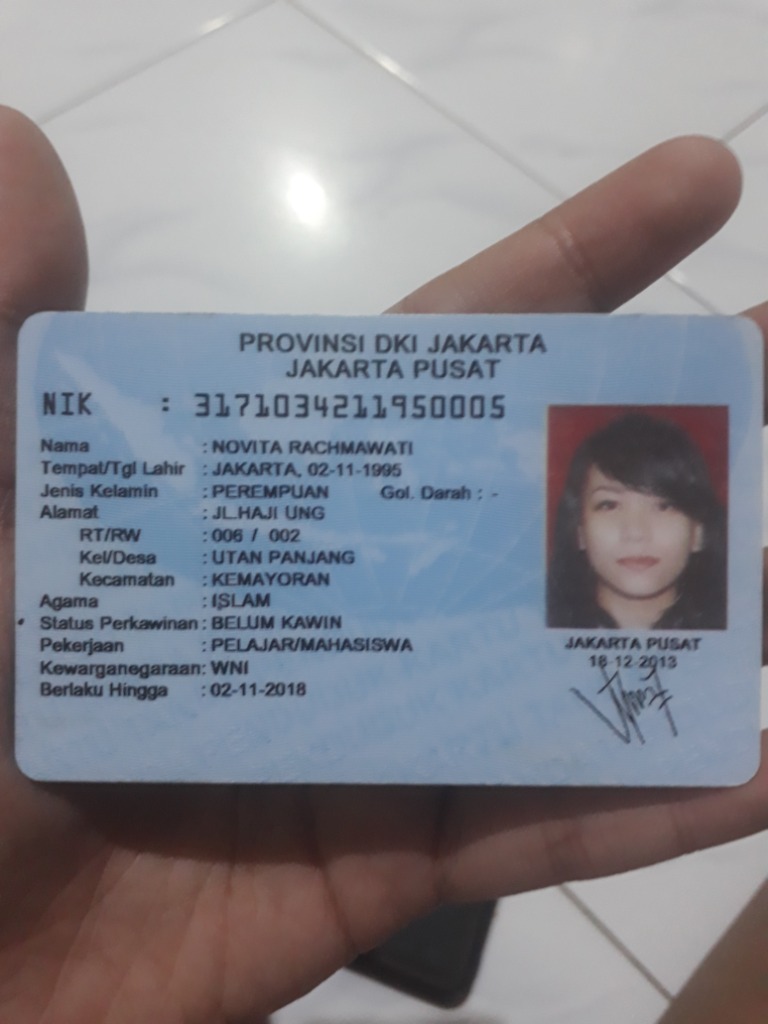 PROVINSI DKI JAKARTA
JAKARTA PUSAT
NIK : 3171034211950005
Nama : NOVITA RACHMAWATI
Tempat/Tgl Lahir : JAKARTA, 02-11-1995
Jenis Kelamin : PEREMPUAN Gol. Darah : -
Alamat : JL.HAJI UNG
RT/RW : 006 / 002
Kel/Desa : UTAN PANJANG
Kecamatan : KEMAYORAN
Agama : ISLAM
Status Perkawinan : BELUM KAWIN
Pekerjaan : PELAJAR/MAHASISWA
Kewarganegaraan : WNI
Berlaku Hingga : 02-11-2018
JAKARTA PUSAT
18-12-2013